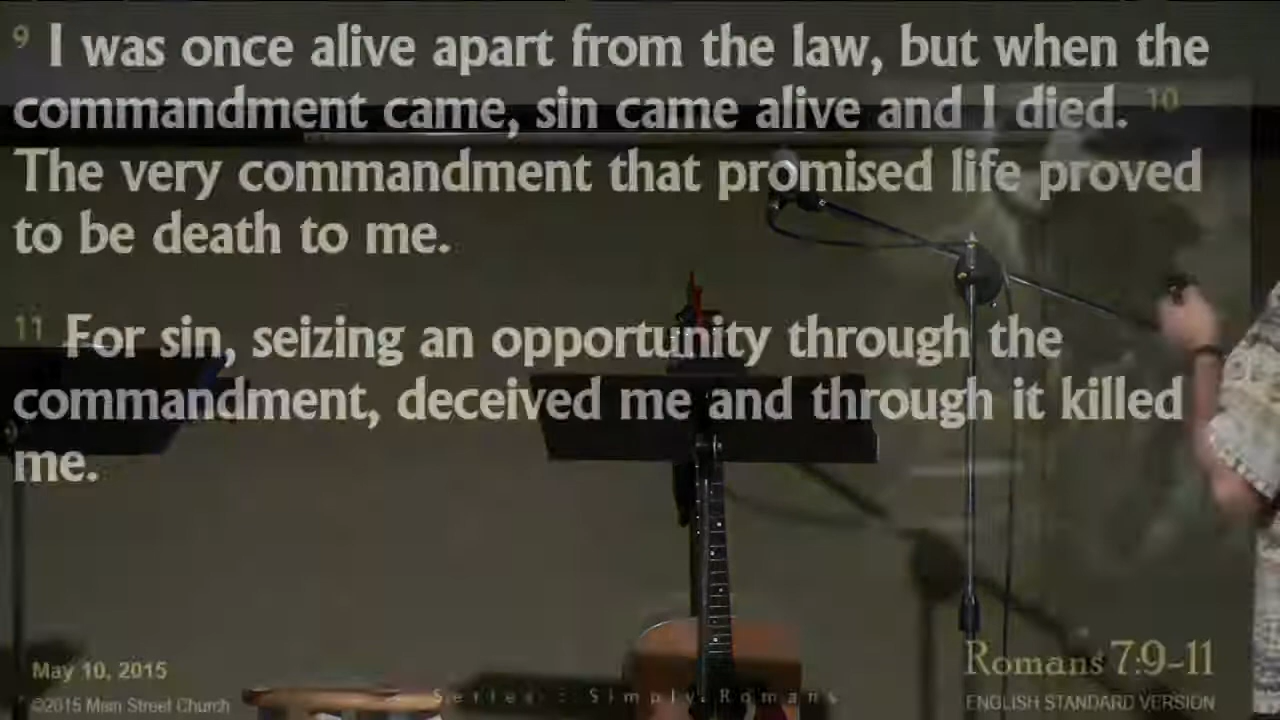 9 I was once alive apart from the law, but when the
commandment came, sin came alive and I died. 10
The very commandment that promised life proved
to be death to me.
11 For sin, seizing an opportunity through the
commandment, deceived me and through it killed
me.
May 10, 2015
©2015 Main Street Church
Series : Simply Romans
Romans 7:9-11
ENGLISH STANDARD VERSION